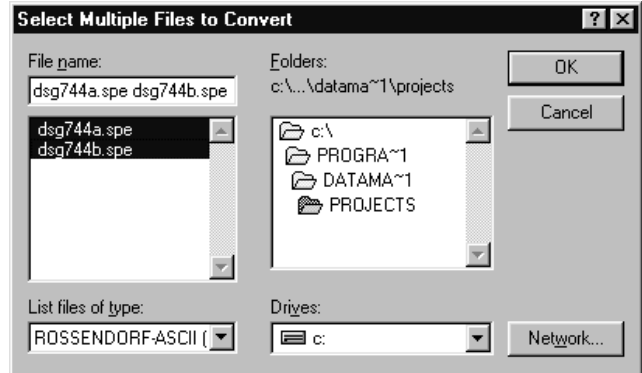 Select Multiple Files to Convert
File name:
dsg744a.spe dsg744b.spe
dsg744a.spe
dsg744b.spe
List files of type:
ROSSENDORF-ASCII (
Folders:
c:\...\datama~1\projects
c:\
PROGRA~1
DATAMA~1
PROJECTS
Drives:
c:
OK
Cancel
Network...